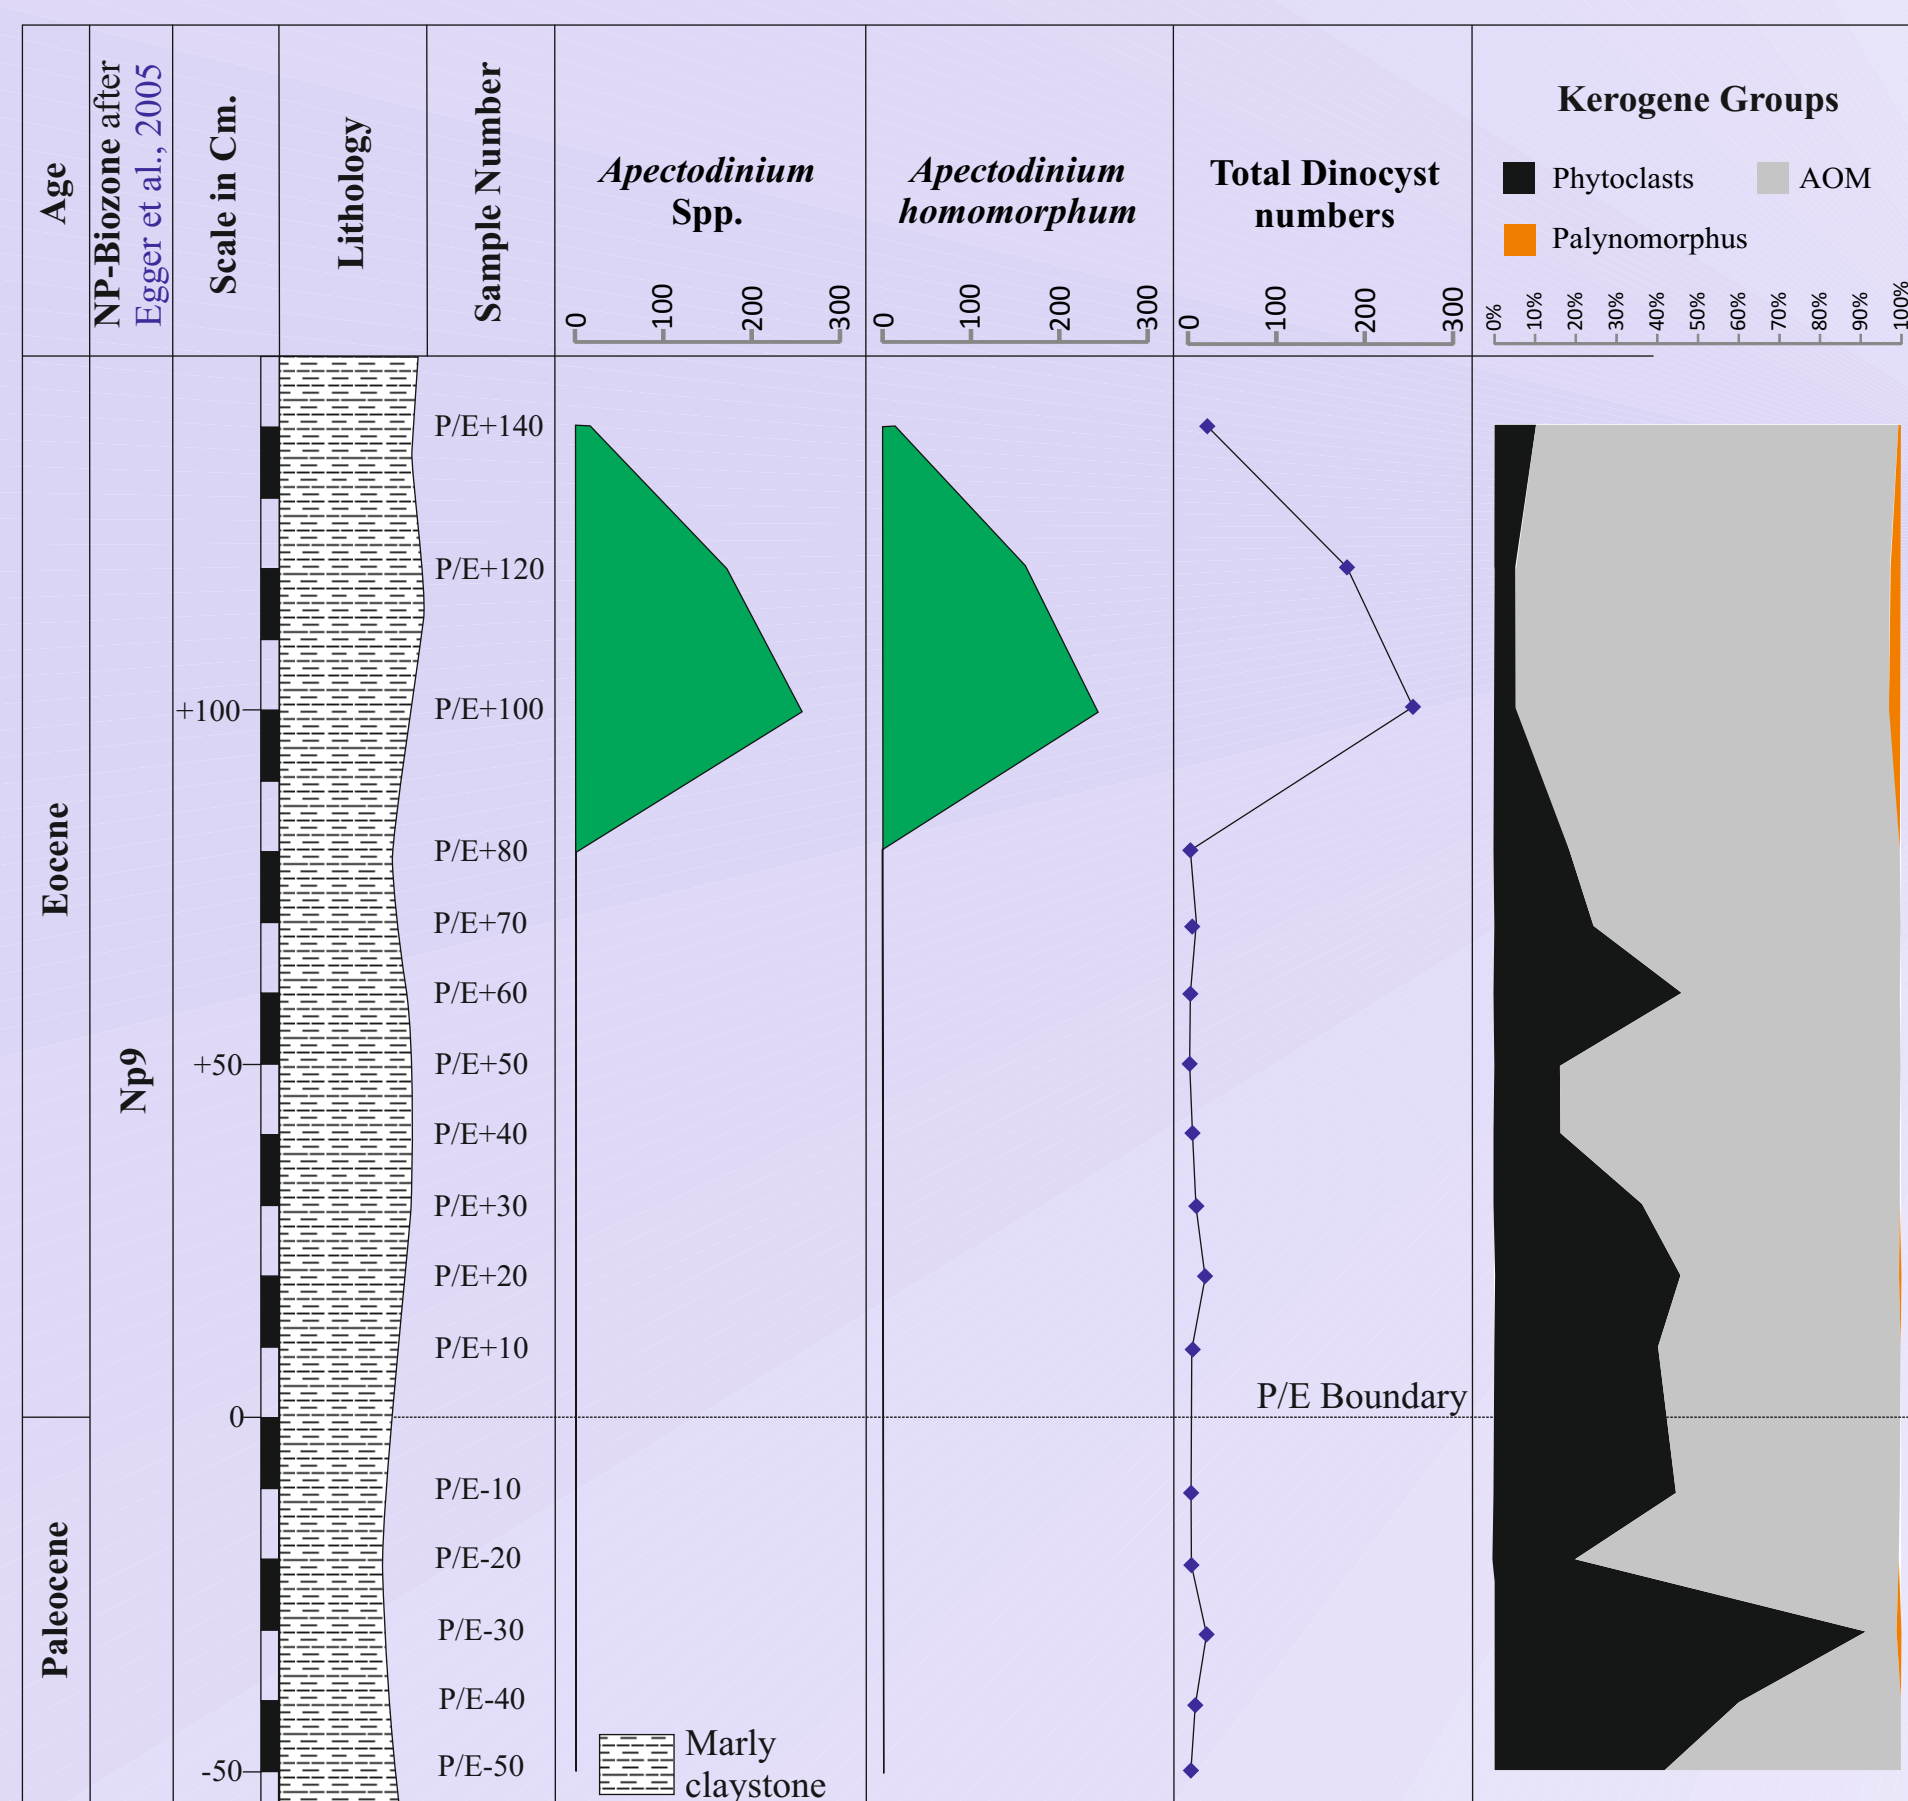 Age
NP-Biozone after
Egger et al., 2005
Scale in Cm.
Lithology
Sample Number
Apectodinium
Spp.
0 100 200 300
Apectodinium
homomorphum
0 100 200 300
Total Dinocyst
numbers
0 100 200 300
Kerogene Groups
Phytoclasts
AOM
Palynomorphus
0% 10% 20% 30% 40% 50% 60% 70% 80% 90% 100%
Eocene
Paleocene
Np9
+100
+50
0
-50
P/E+140
P/E+120
P/E+100
P/E+80
P/E+70
P/E+60
P/E+50
P/E+40
P/E+30
P/E+20
P/E+10
P/E Boundary
P/E-10
P/E-20
P/E-30
P/E-40
P/E-50
Marly
claystone